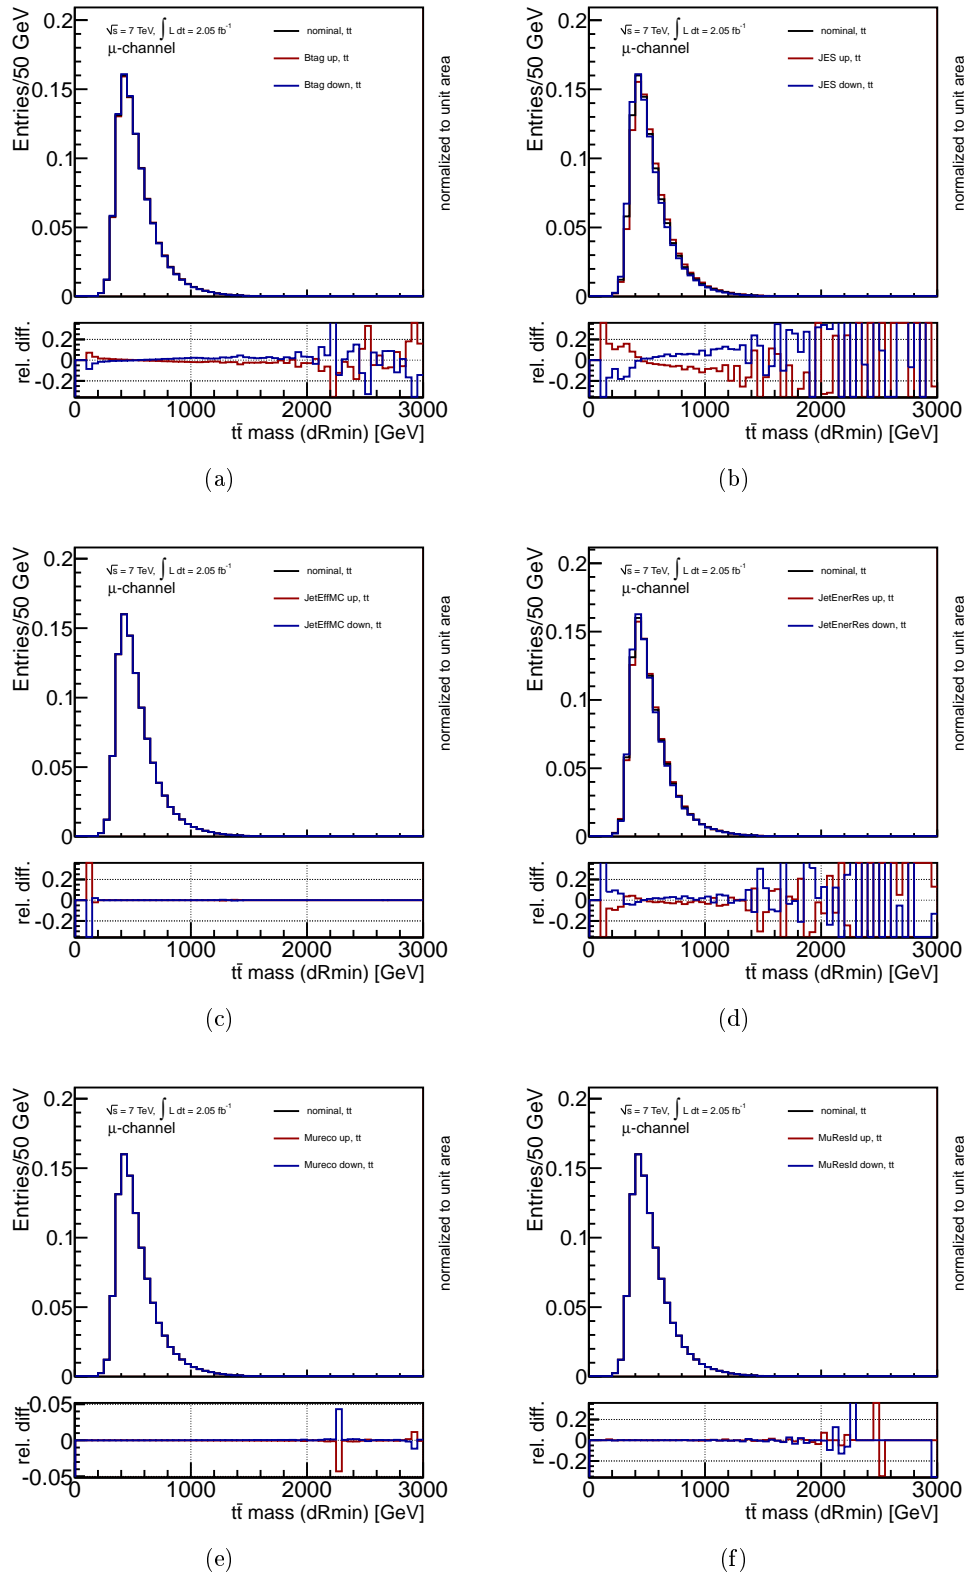 0.2
0.15
0.1
0.05
0
Entries/50 GeV
√s = 7 TeV, ∫ L dt = 2.05 fb⁻¹
μ-channel
nominal, tt
Btag up, tt
Btag down, tt
normalized to unit area
rel. diff.
0.2
0
-0.2
0 1000 2000 3000
tt̄ mass (dRmin) [GeV]
(a)
0.2
0.15
0.1
0.05
0
Entries/50 GeV
√s = 7 TeV, ∫ L dt = 2.05 fb⁻¹
μ-channel
nominal, tt
JES up, tt
JES down, tt
normalized to unit area
rel. diff.
0.2
0
-0.2
0 1000 2000 3000
tt̄ mass (dRmin) [GeV]
(b)
0.2
0.15
0.1
0.05
0
Entries/50 GeV
√s = 7 TeV, ∫ L dt = 2.05 fb⁻¹
μ-channel
nominal, tt
JetEffMC up, tt
JetEffMC down, tt
normalized to unit area
rel. diff.
0.2
0
-0.2
0 1000 2000 3000
tt̄ mass (dRmin) [GeV]
(c)
0.2
0.15
0.1
0.05
0
Entries/50 GeV
√s = 7 TeV, ∫ L dt = 2.05 fb⁻¹
μ-channel
nominal, tt
JetEnerRes up, tt
JetEnerRes down, tt
normalized to unit area
rel. diff.
0.2
0
-0.2
0 1000 2000 3000
tt̄ mass (dRmin) [GeV]
(d)
0.2
0.15
0.1
0.05
0
Entries/50 GeV
√s = 7 TeV, ∫ L dt = 2.05 fb⁻¹
μ-channel
nominal, tt
Mureco up, tt
Mureco down, tt
normalized to unit area
rel. diff.
0.05
0
-0.05
0 1000 2000 3000
tt̄ mass (dRmin) [GeV]
(e)
0.2
0.15
0.1
0.05
0
Entries/50 GeV
√s = 7 TeV, ∫ L dt = 2.05 fb⁻¹
μ-channel
nominal, tt
MuResId up, tt
MuResId down, tt
normalized to unit area
rel. diff.
0.2
0
-0.2
0 1000 2000 3000
tt̄ mass (dRmin) [GeV]
(f)